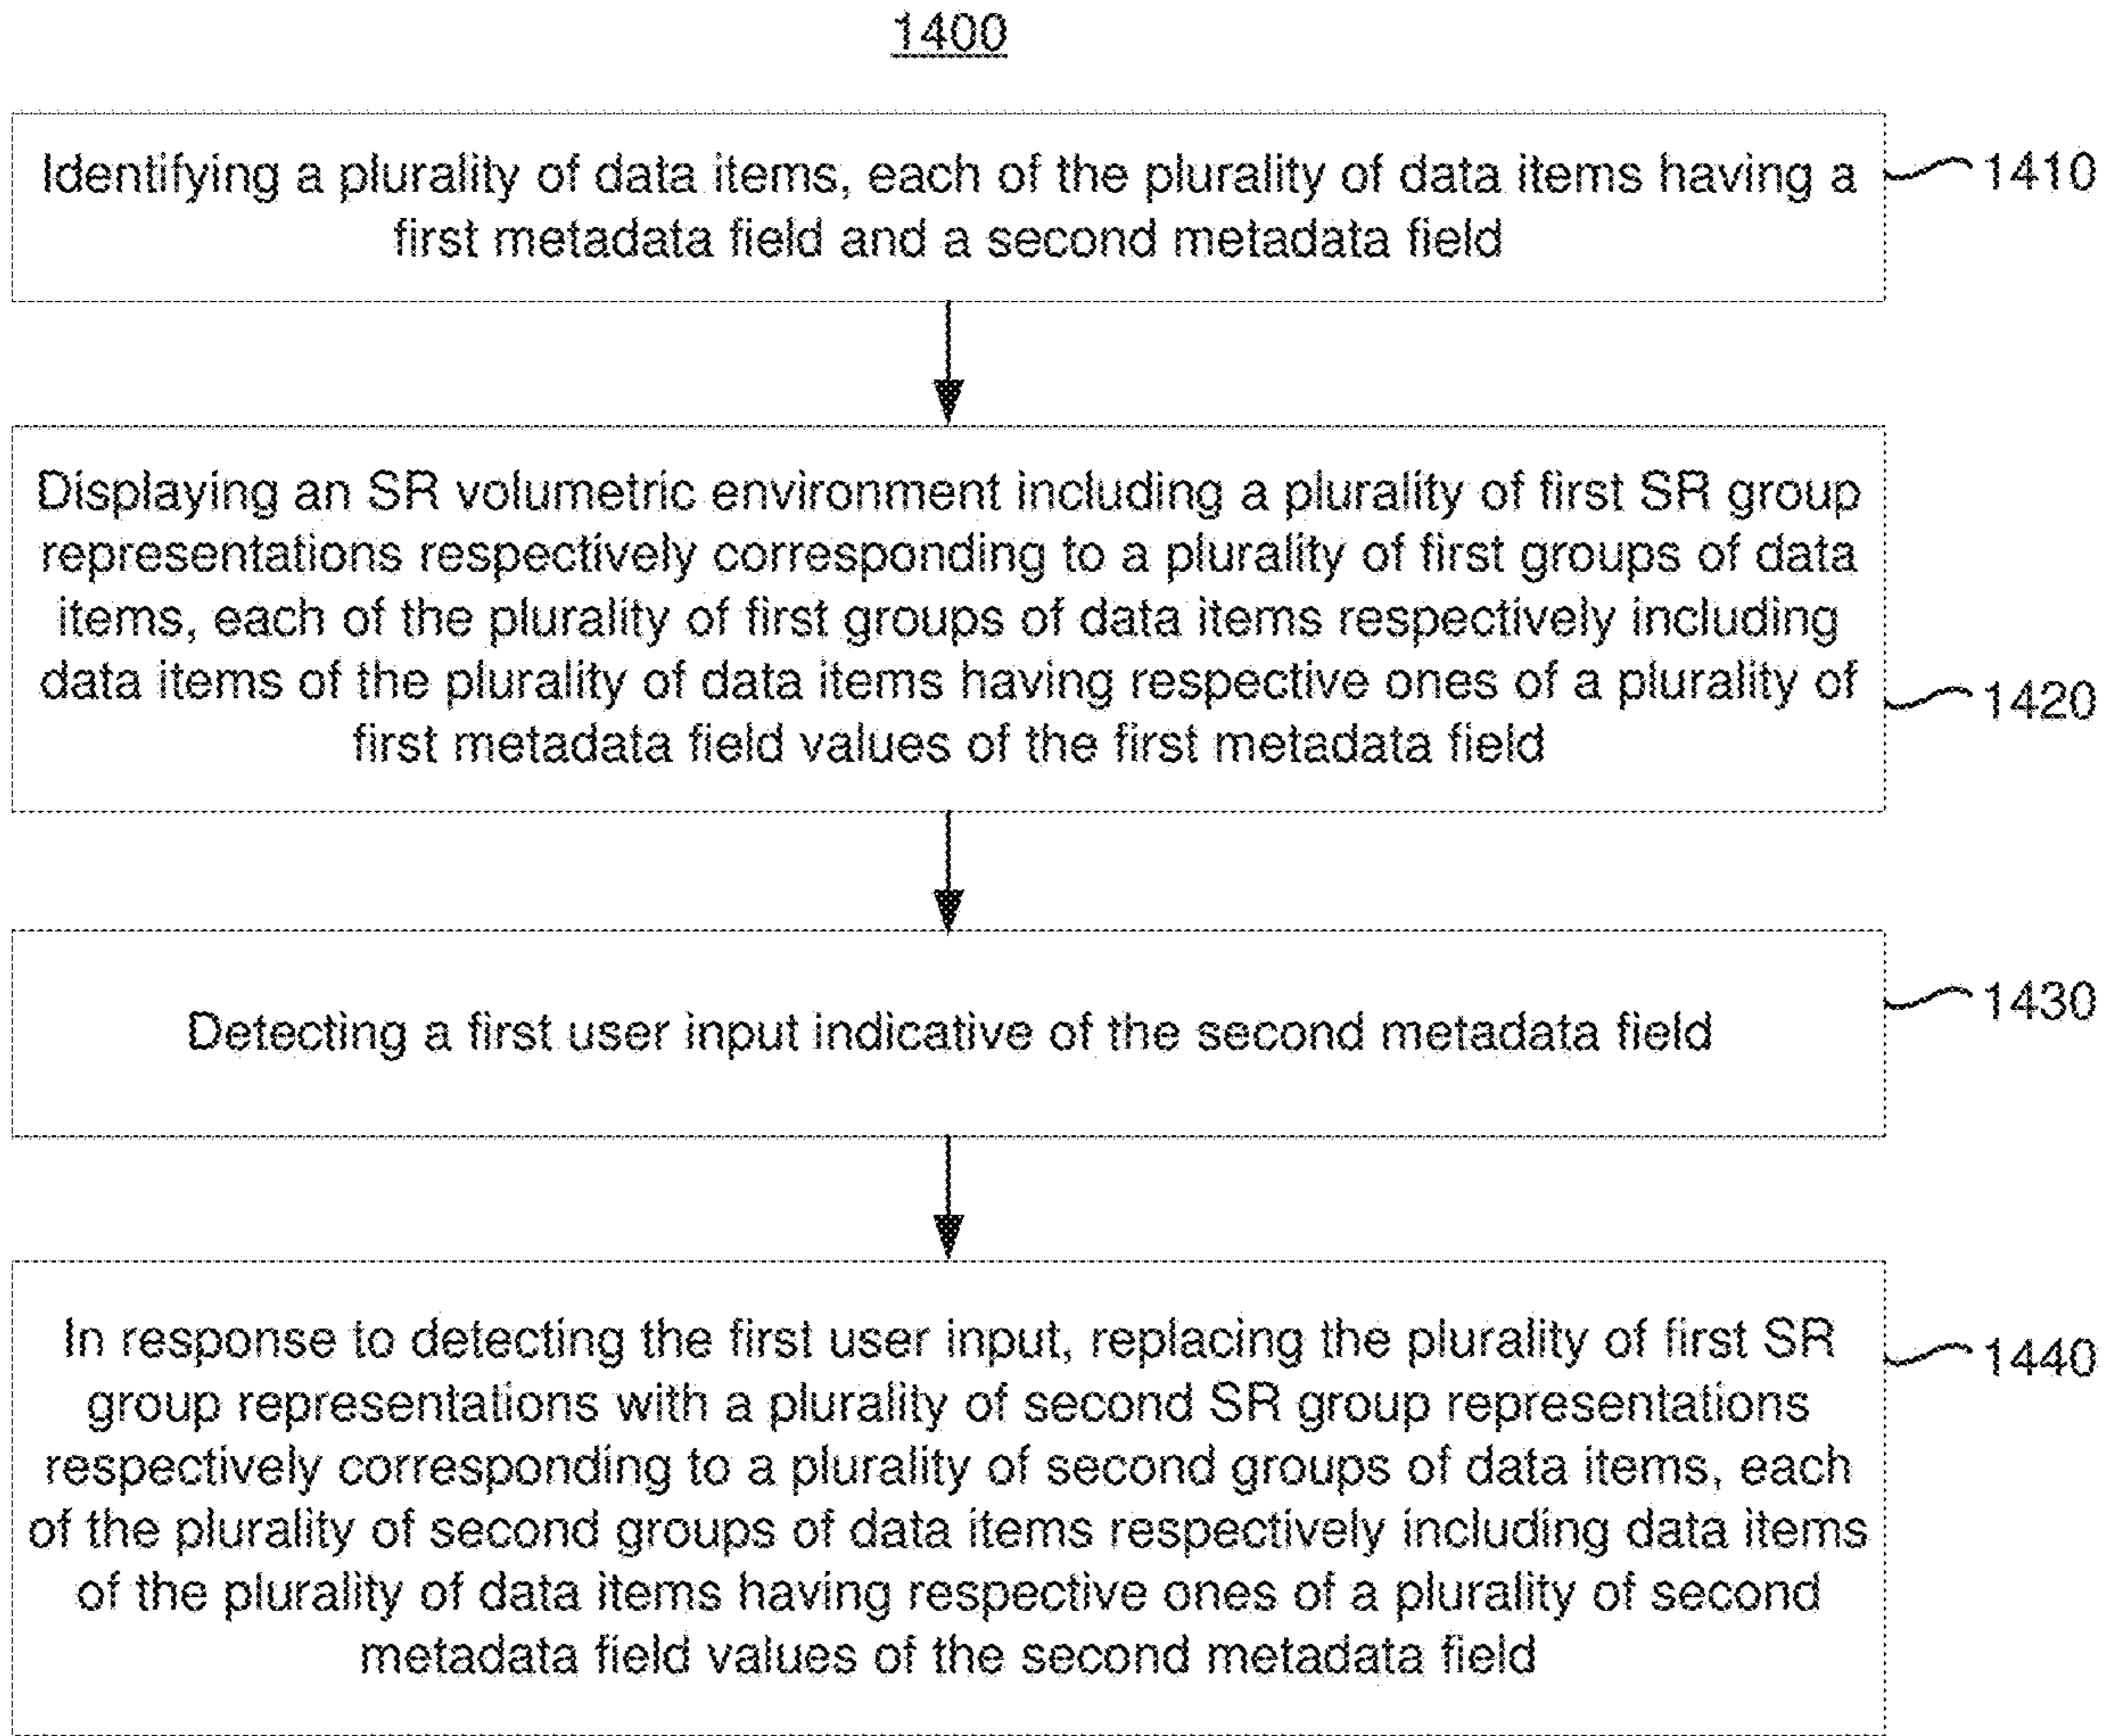 1400
Identifying a plurality of data items, each of the plurality of data items having a
first metadata field and a second metadata field
1410
Displaying an SR volumetric environment including a plurality of first SR group
representations respectively corresponding to a plurality of first groups of data
items, each of the plurality of first groups of data items respectively including
data items of the plurality of data items having respective ones of a plurality of
first metadata field values of the first metadata field
1420
Detecting a first user input indicative of the second metadata field
1430
In response to detecting the first user input, replacing the plurality of first SR
group representations with a plurality of second SR group representations
respectively corresponding to a plurality of second groups of data items, each
of the plurality of second groups of data items respectively including data items
of the plurality of data items having respective ones of a plurality of second
metadata field values of the second metadata field
1440